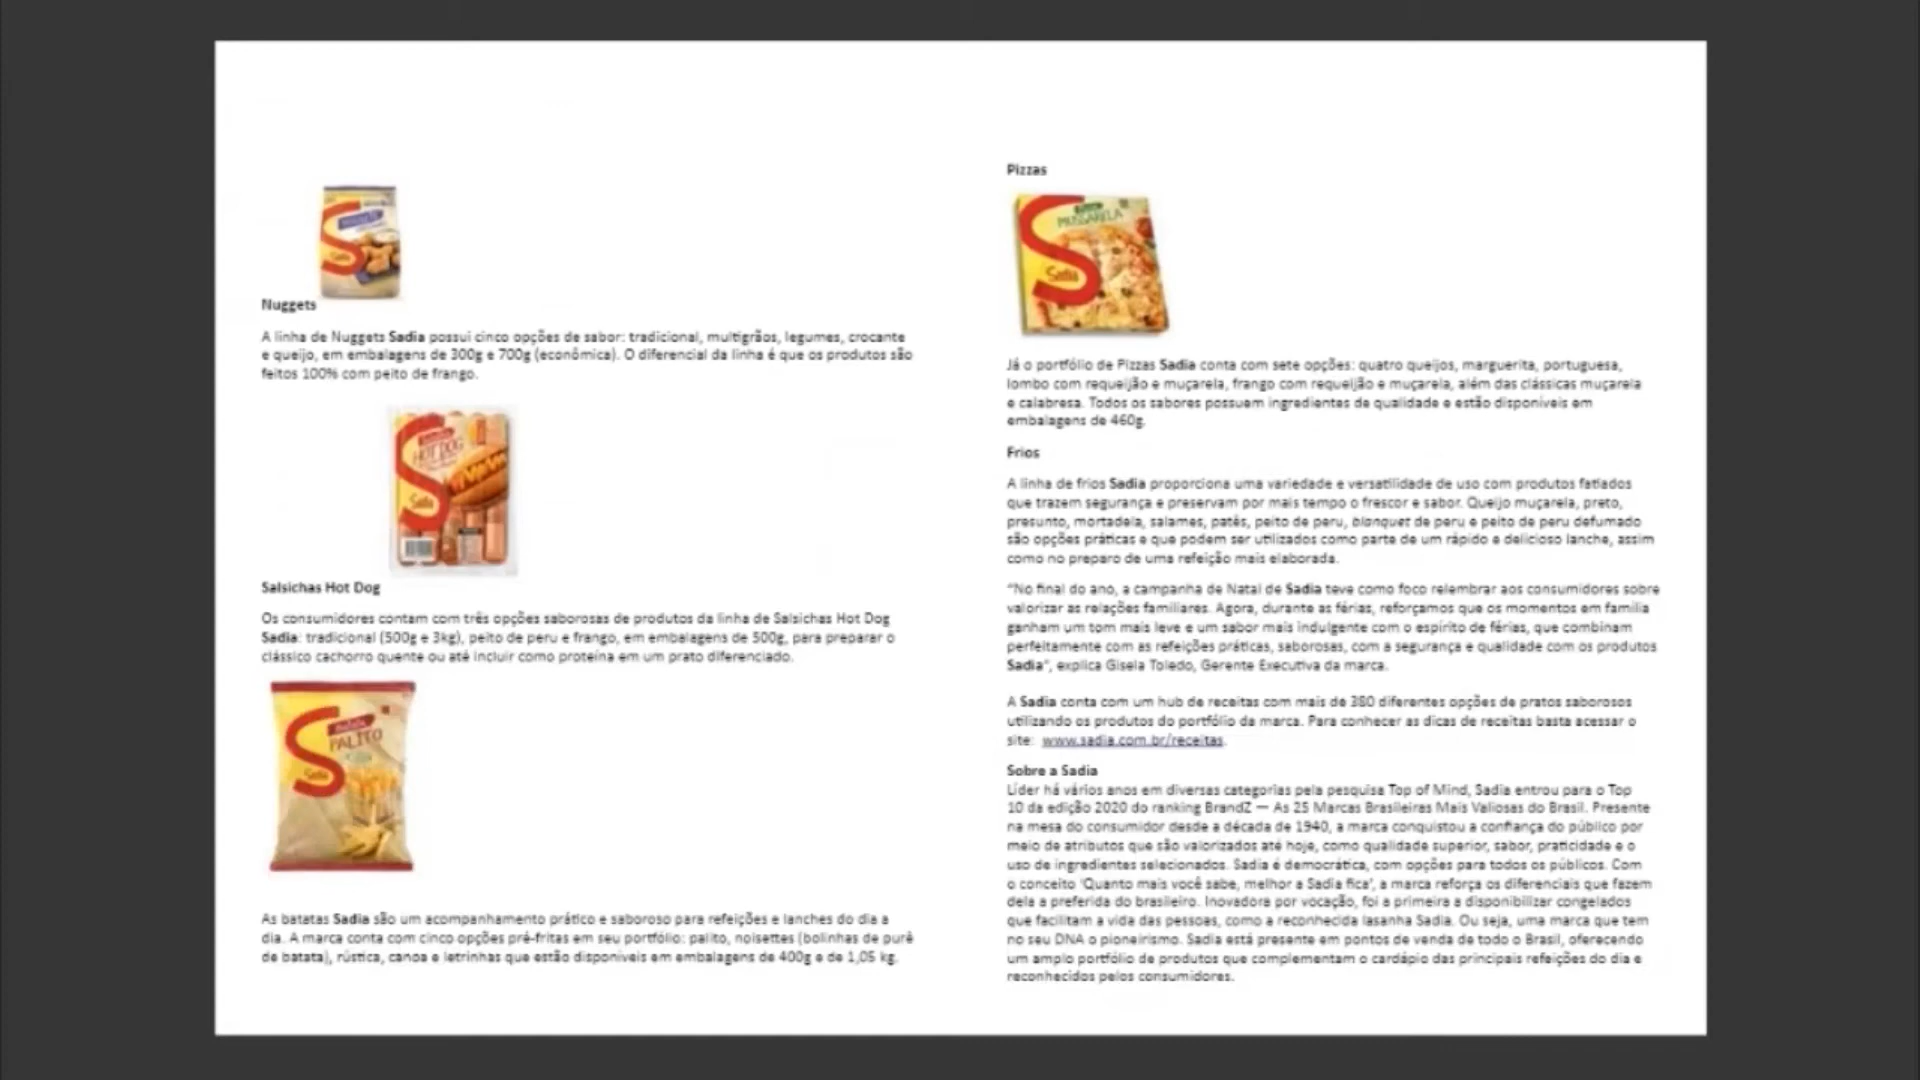 Nuggets
A linha de Nuggets Sadia possui cinco opções de sabor: tradicional, multigrãos, legumes, crocante
e queijo, em embalagens de 300g e 700g (econômica). O diferencial da linha é que os produtos são
feitos 100% com peito de frango.
HOT DOG
Sadia
Salsichas Hot Dog
Os consumidores contam com três opções saborosas de produtos da linha de Salsichas Hot Dog
Sadia: tradicional (500g e 3kg), peito de peru e frango, em embalagens de 500g, para preparar o
clássico cachorro quente ou até incluir como proteína em um prato diferenciado.
PALITO
Sadia
As batatas Sadia são um acompanhamento prático e saboroso para refeições e lanches do dia a
dia. A marca conta com cinco opções pré-fritas em seu portfólio: palito, noisettes (bolinhas de purê
de batata), rústica, canoa e letrinhas que estão disponíveis em embalagens de 400g e de 1,05 kg.
Pizzas
MUSSARELA
Sadia
Já o portfólio de Pizzas Sadia conta com sete opções: quatro queijos, marguerita, portuguesa,
lombo com requeijão e muçarela, frango com requeijão e muçarela, além das clássicas muçarela
e calabresa. Todos os sabores possuem ingredientes de qualidade e estão disponíveis em
embalagens de 460g.
Frios
A linha de frios Sadia proporciona uma variedade e versatilidade de uso com produtos fatiados
que trazem segurança e preservam por mais tempo o frescor e sabor. Queijo muçarela, preto,
presunto, mortadela, salames, patês, peito de peru, blanquet de peru e peito de peru defumado
são opções práticas e que podem ser utilizados como parte de um rápido e delicioso lanche, assim
como no preparo de uma refeição mais elaborada.
"No final do ano, a campanha de Natal de Sadia teve como foco relembrar aos consumidores sobre
valorizar as relações familiares. Agora, durante as férias, reforçamos que os momentos em família
ganham um tom mais leve e um sabor mais indulgente com o espírito de férias, que combinam
perfeitamente com as refeições práticas, saborosas, com a segurança e qualidade com os produtos
Sadia", explica Gisela Toledo, Gerente Executiva da marca.
A Sadia conta com um hub de receitas com mais de 380 diferentes opções de pratos saborosos
utilizando os produtos do portfólio da marca. Para conhecer as dicas de receitas basta acessar o
site: www.sadia.com.br/receitas.
Sobre a Sadia
Líder há vários anos em diversas categorias pela pesquisa Top of Mind, Sadia entrou para o Top
10 da edição 2020 do ranking BrandZ — As 25 Marcas Brasileiras Mais Valiosas do Brasil. Presente
na mesa do consumidor desde a década de 1940, a marca conquistou a confiança do público por
meio de atributos que são valorizados até hoje, como qualidade superior, sabor, praticidade e o
uso de ingredientes selecionados. Sadia é democrática, com opções para todos os públicos. Com
o conceito 'Quanto mais você sabe, melhor a Sadia fica', a marca reforça os diferenciais que fazem
dela a preferida do brasileiro. Inovadora por vocação, foi a primeira a disponibilizar congelados
que facilitam a vida das pessoas, como a reconhecida lasanha Sadia. Ou seja, uma marca que tem
no seu DNA o pioneirismo. Sadia está presente em pontos de venda de todo o Brasil, oferecendo
um amplo portfólio de produtos que complementam o cardápio das principais refeições do dia e
reconhecidos pelos consumidores.